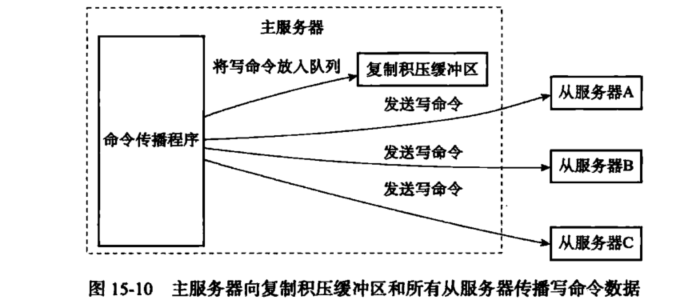 主服务器
将写命令放入队列
复制积压缓冲区
发送写命令
从服务器A
命令传播程序
发送写命令
从服务器B
发送写命令
从服务器C
图 15-10 主服务器向复制积压缓冲区和所有从服务器传播写命令数据